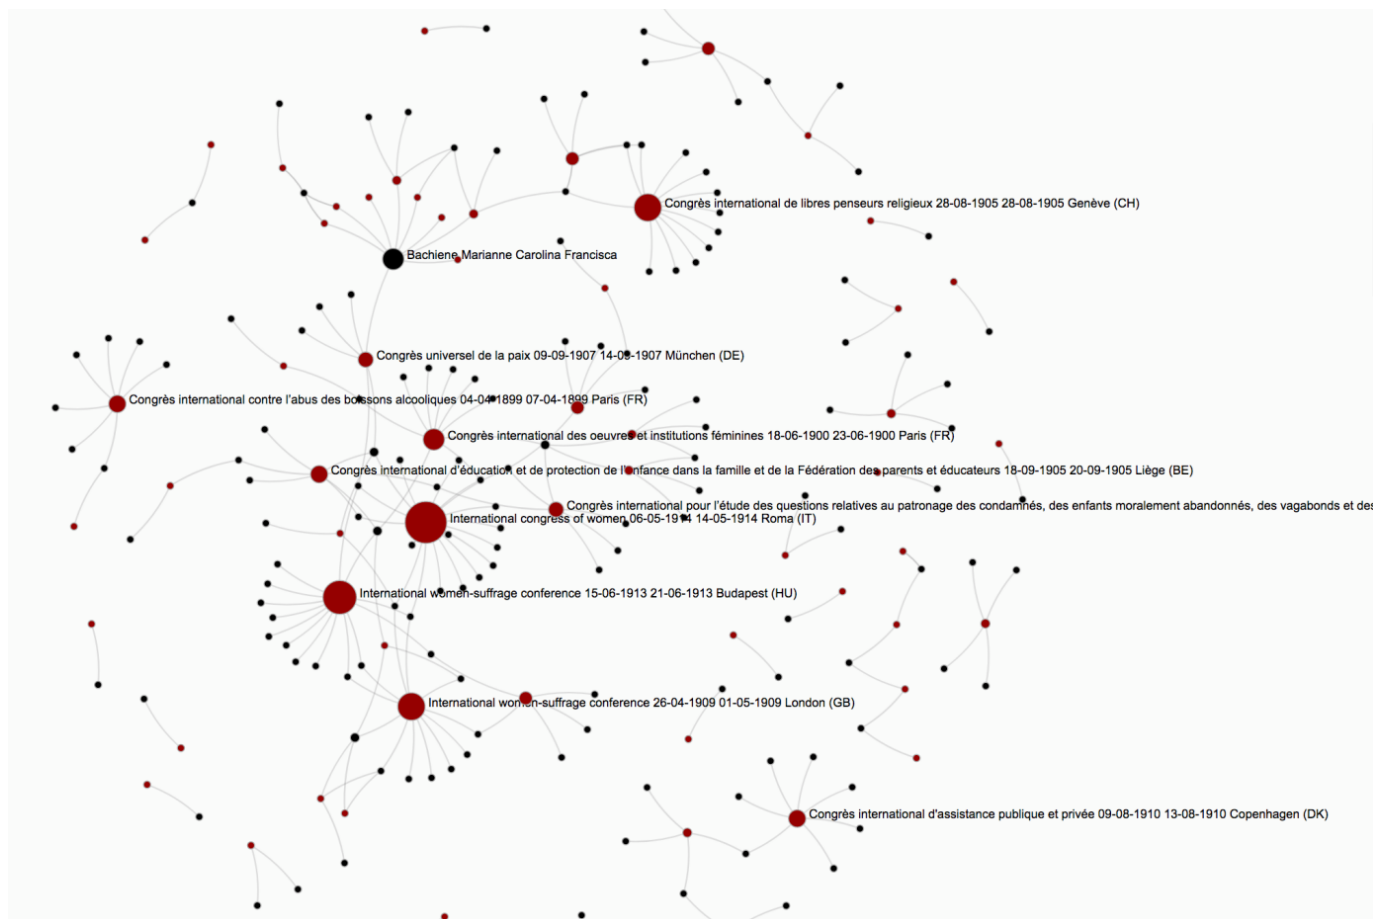 Congrès international de libres penseurs religieux 28-08-1905 28-08-1905 Genève (CH)
Bachiene Marianne Carolina Francisca
Congrès universel de la paix 09-09-1907 14-09-1907 München (DE)
Congrès international contre l'abus des boissons alcooliques 04-04-1899 07-04-1899 Paris (FR)
Congrès international des oeuvres et institutions féminines 18-06-1900 23-06-1900 Paris (FR)
Congrès international d'éducation et de protection de l'enfance dans la famille et de la Fédération des parents et éducateurs 18-09-1905 20-09-1905 Liège (BE)
Congrès international pour l'étude des questions relatives au patronage des condamnés, des enfants moralement abandonnés, des vagabonds et des
International congress of women 06-05-1914 14-05-1914 Roma (IT)
International women-suffrage conference 15-06-1913 21-06-1913 Budapest (HU)
International women-suffrage conference 26-04-1909 01-05-1909 London (GB)
Congrès international d'assistance publique et privée 09-08-1910 13-08-1910 Copenhagen (DK)